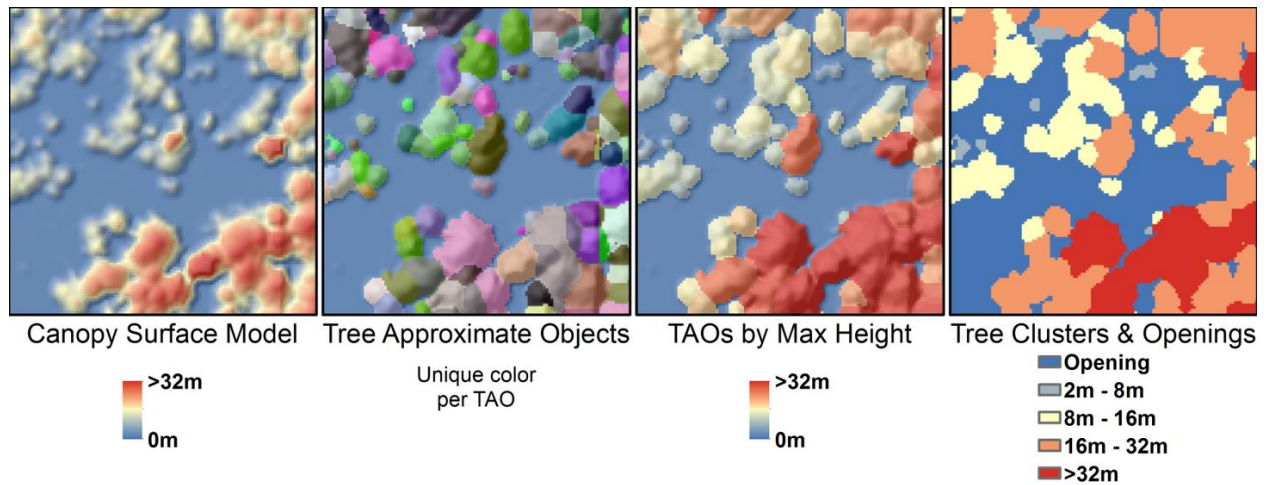 Canopy Surface Model
Tree Approximate Objects
TAOs by Max Height
Tree Clusters & Openings
>32m
0m
Unique color
per TAO
>32m
0m
Opening
2m - 8m
8m - 16m
16m - 32m
>32m